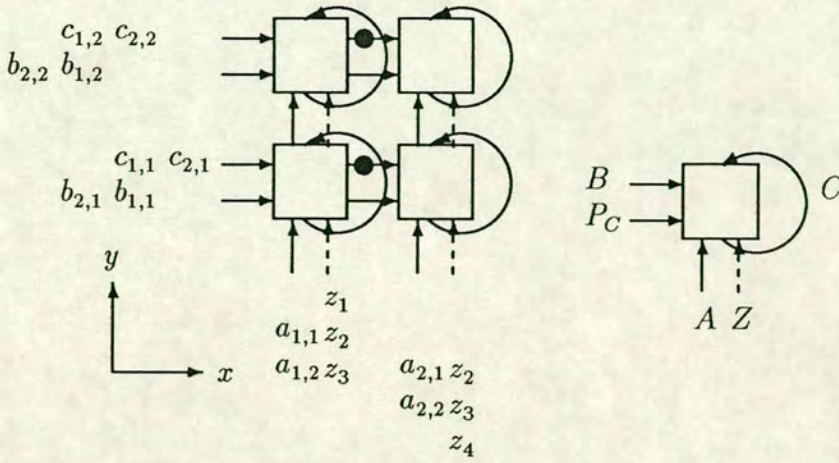 c1,2 c2,2
b2,2 b1,2
c1,1 c2,1
b2,1 b1,1
B
C
PC
y
A Z
z1
a1,1 z2
x
a1,2 z3 a2,1 z2
a2,2 z3
z4